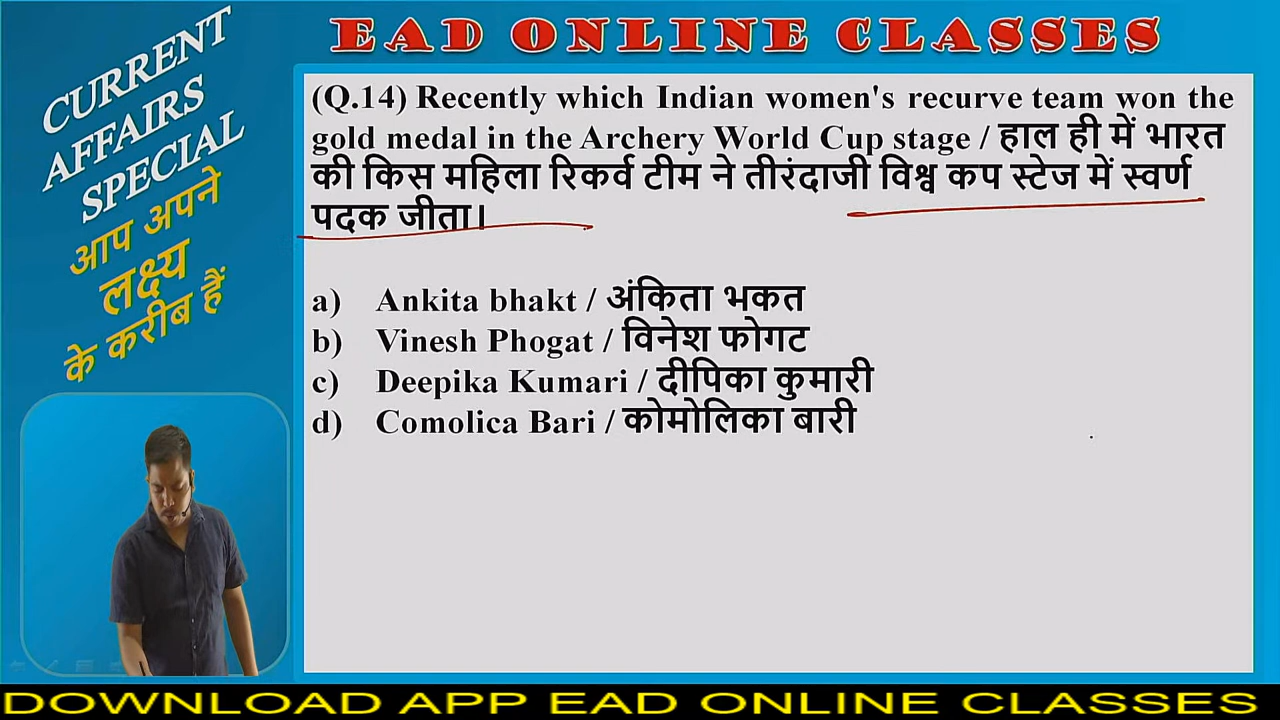 CURRENT
AFFAIRS
SPECIAL
आप अपने
लक्ष्य
के करीब हैं
EAD ONLINE CLASSES
(Q.14) Recently which Indian women's recurve team won the
gold medal in the Archery World Cup stage / हाल ही में भारत
की किस महिला रिकर्व टीम ने तीरंदाजी विश्व कप स्टेज में स्वर्ण
पदक जीता।
a) Ankita bhakt / अंकिता भकत
b) Vinesh Phogat / विनेश फोगट
c) Deepika Kumari / दीपिका कुमारी
d) Comolica Bari / कोमोलिका बारी
DOWNLOAD APP EAD ONLINE CLASSES